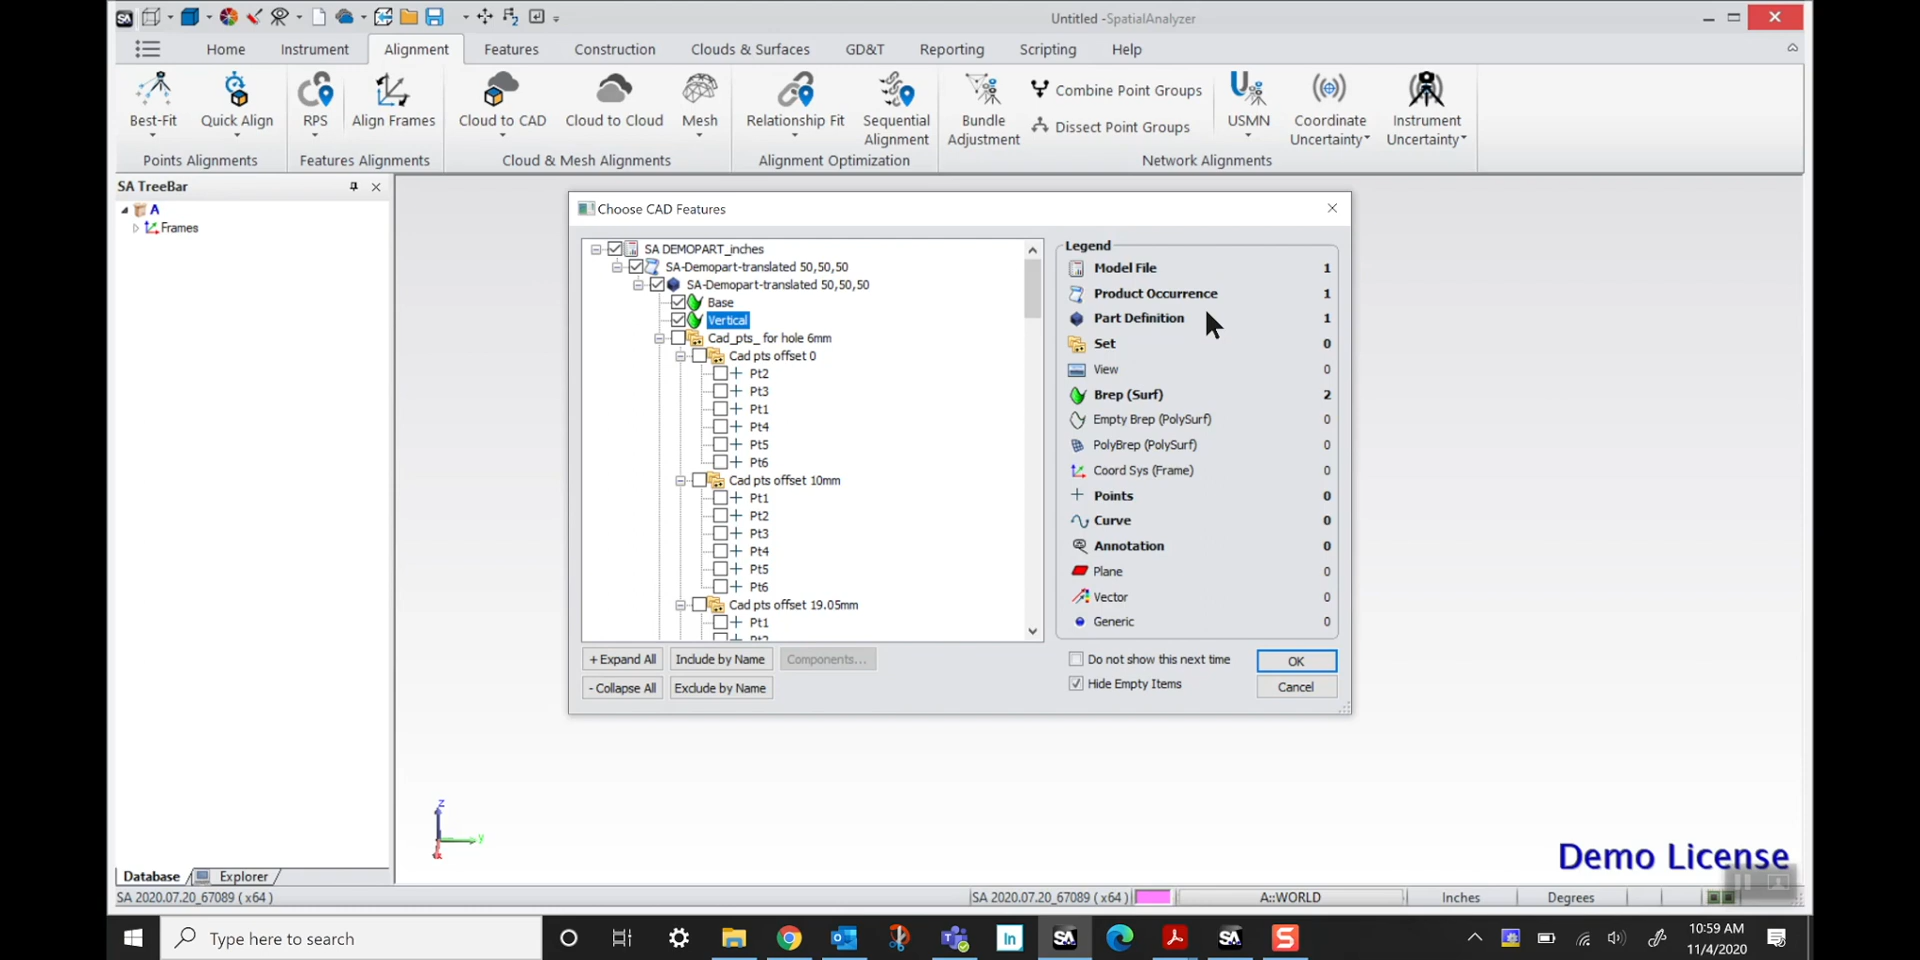 Untitled -SpatialAnalyzer
Home Instrument Alignment Features Construction Clouds & Surfaces GD&T Reporting Scripting Help
Best-Fit Quick Align RPS Align Frames Cloud to CAD Cloud to Cloud Mesh Relationship Fit Sequential Alignment Bundle Adjustment Combine Point Groups Dissect Point Groups USMN Coordinate Uncertainty Instrument Uncertainty
Points Alignments Features Alignments Cloud & Mesh Alignments Alignment Optimization Network Alignments
SA TreeBar
A
Frames
Choose CAD Features
SA DEMOPART_inches
SA-Demopart-translated 50,50,50
SA-Demopart-translated 50,50,50
Base
Vertical
Cad_pts_ for hole 6mm
Cad pts offset 0
Pt2
Pt3
Pt1
Pt4
Pt5
Pt6
Cad pts offset 10mm
Pt1
Pt2
Pt3
Pt4
Pt5
Pt6
Cad pts offset 19.05mm
Pt1
Pt2
Legend
Model File 1
Product Occurrence 1
Part Definition 1
Set 0
View 0
Brep (Surf) 2
Empty Brep (PolySurf) 0
PolyBrep (PolySurf) 0
Coord Sys (Frame) 0
Points 0
Curve 0
Annotation 0
Plane 0
Vector 0
Generic 0
+ Expand All Include by Name Components... Do not show this next time OK
- Collapse All Exclude by Name Hide Empty Items Cancel
z
y
x
Demo License
Database Explorer
SA 2020.07.20_67089 ( x64 ) SA 2020.07.20_67089 ( x64 ) A::WORLD Inches Degrees
Type here to search
10:59 AM
11/4/2020